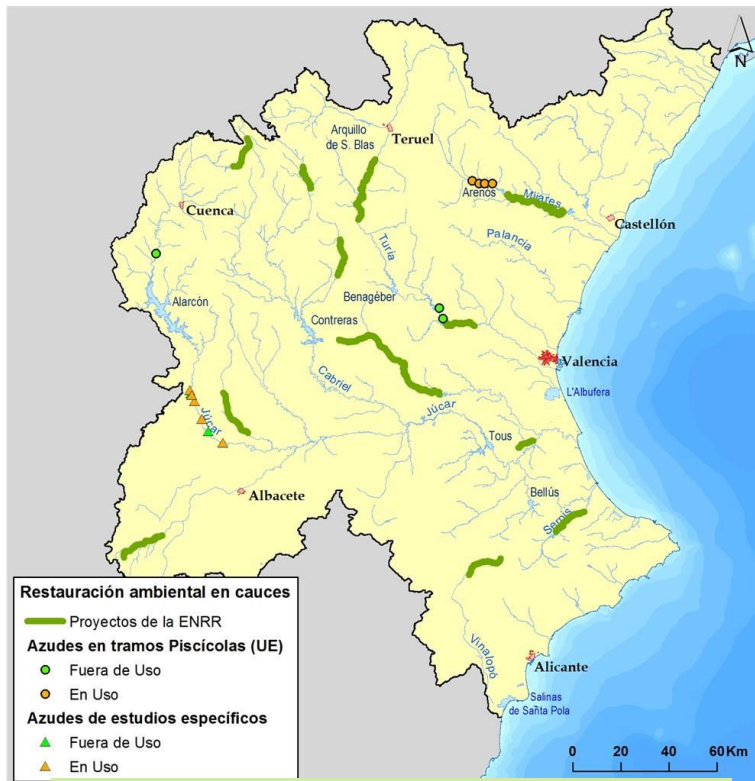 N
Arquillo
de S. Blas
Teruel
Arenos
Mijares
Castellón
Cuenca
Palancia
Turia
Alarcón
Benagéber
Contreras
Valencia
Cabriel
L'Albufera
Júcar
Júcar
Tous
Albacete
Bellús
Serpis
Vinalopó
Alicante
Salinas
de Santa Pola
Restauración ambiental en cauces
Proyectos de la ENRR
Azudes en tramos Piscícolas (UE)
Fuera de Uso
En Uso
Azudes de estudios específicos
Fuera de Uso
En Uso
0 20 40 60 Km